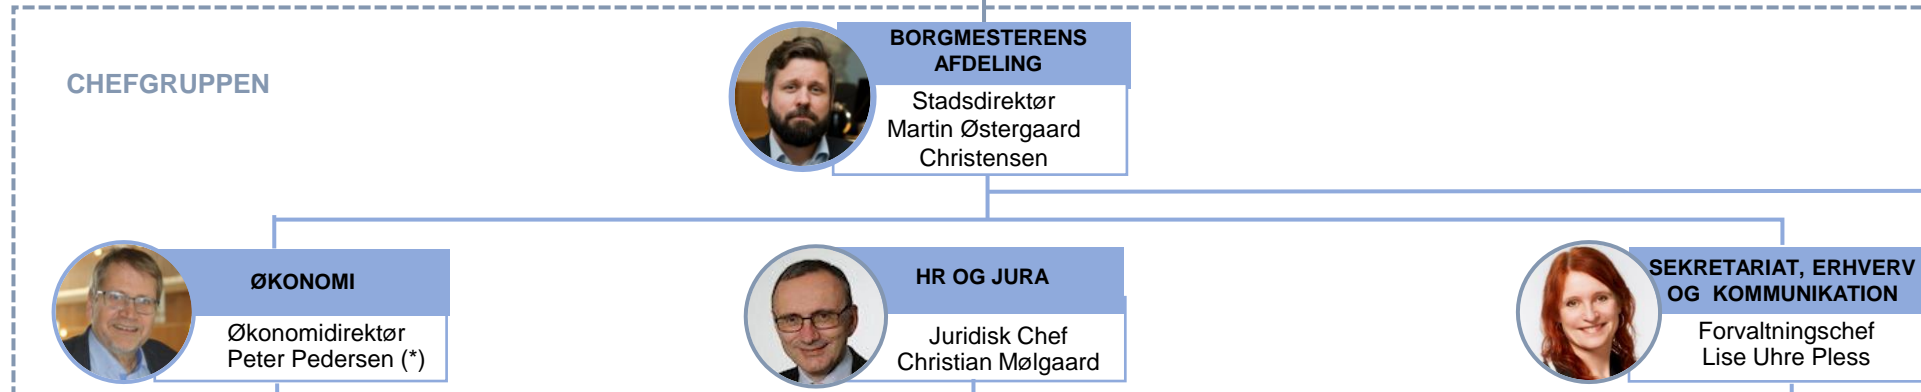 CHEFGRUPPEN
BORGMESTERENS
AFDELING
Stadsdirektør
Martin Østergaard
Christensen
ØKONOMI
Økonomidirektør
Peter Pedersen (*)
HR OG JURA
Juridisk Chef
Christian Mølgaard
SEKRETARIAT, ERHVERV
OG KOMMUNIKATION
Forvaltningschef
Lise Uhre Pless